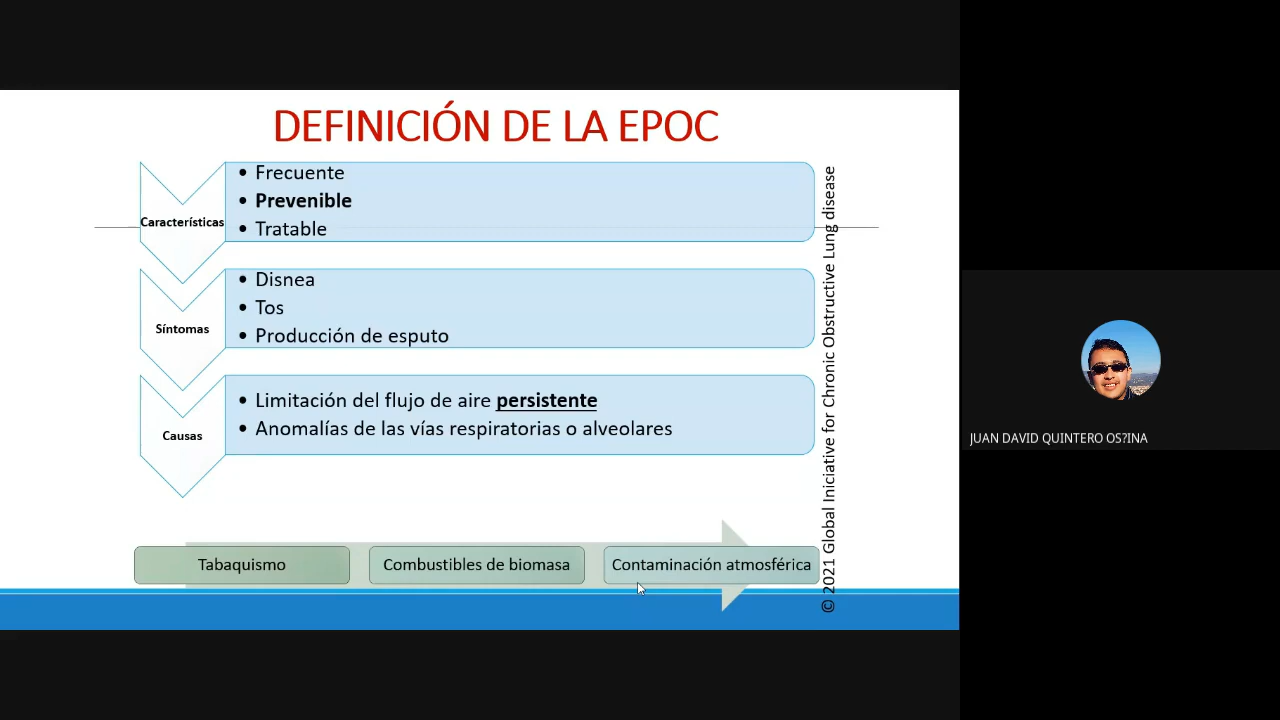 DEFINICIÓN DE LA EPOC
Características
• Frecuente
• Prevenible
• Tratable
Síntomas
• Disnea
• Tos
• Producción de esputo
Causas
• Limitación del flujo de aire persistente
• Anomalías de las vías respiratorias o alveolares
Tabaquismo
Combustibles de biomasa
Contaminación atmosférica
© 2021 Global Iniciative for Chronic Obstructive Lung disease
JUAN DAVID QUINTERO OS?INA